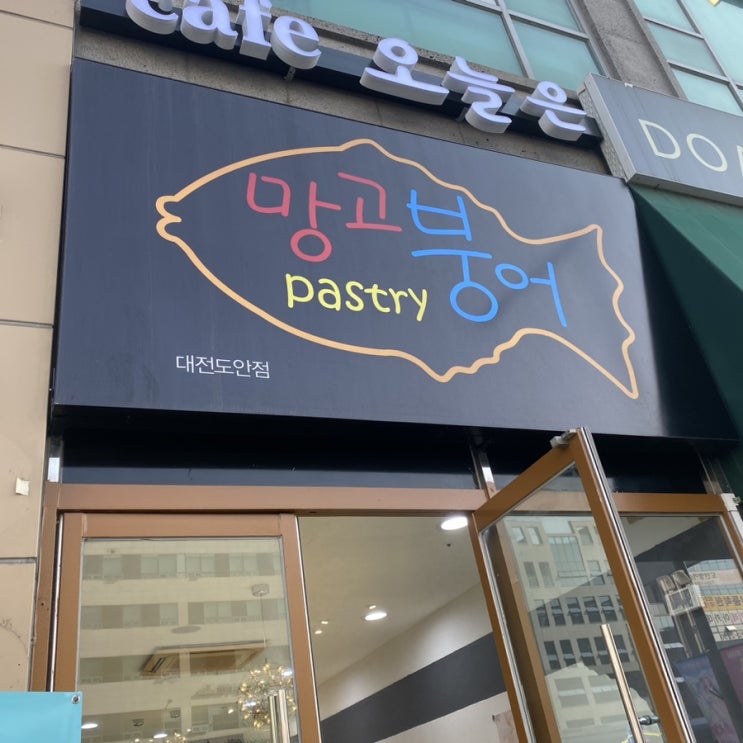 cafe 오늘은
DO
망고붕어
pastry
대전도안점